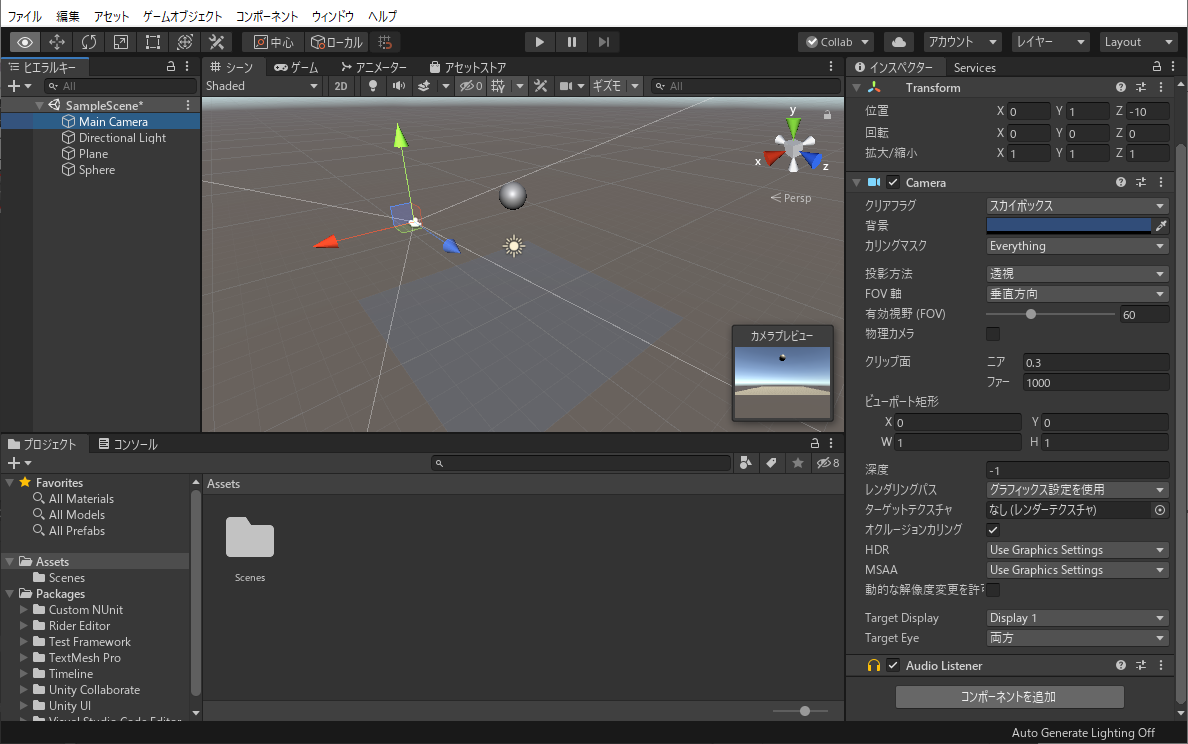 ファイル 編集 アセット ゲームオブジェクト コンポーネント ウィンドウ ヘルプ
中心 ローカル Collab アカウント レイヤー Layout
ヒエラルキー
All
SampleScene*
Main Camera
Directional Light
Plane
Sphere
シーン ゲーム アニメーター アセットストア
Shaded 2D 0 ギズモ All
y
x
z
Persp
カメラプレビュー
インスペクター Services
Transform
位置 X 0 Y 1 Z -10
回転 X 0 Y 0 Z 0
拡大/縮小 X 1 Y 1 Z 1
Camera
クリアフラグ スカイボックス
背景
カリングマスク Everything
投影方法 透視
FOV 軸 垂直方向
有効視野 (FOV) 60
物理カメラ
クリップ面 ニア 0.3
ファー 1000
ビューポート矩形
X 0 Y 0
W 1 H 1
深度 -1
レンダリングパス グラフィックス設定を使用
ターゲットテクスチャ なし (レンダーテクスチャ)
オクルージョンカリング
HDR Use Graphics Settings
MSAA Use Graphics Settings
動的な解像度変更を許可
Target Display Display 1
Target Eye 両方
Audio Listener
コンポーネントを追加
プロジェクト コンソール
8
Favorites
All Materials
All Models
All Prefabs
Assets
Scenes
Packages
Custom NUnit
Rider Editor
Test Framework
TextMesh Pro
Timeline
Unity Collaborate
Unity UI
Visual Studio Code Editor
Assets
Scenes
Auto Generate Lighting Off